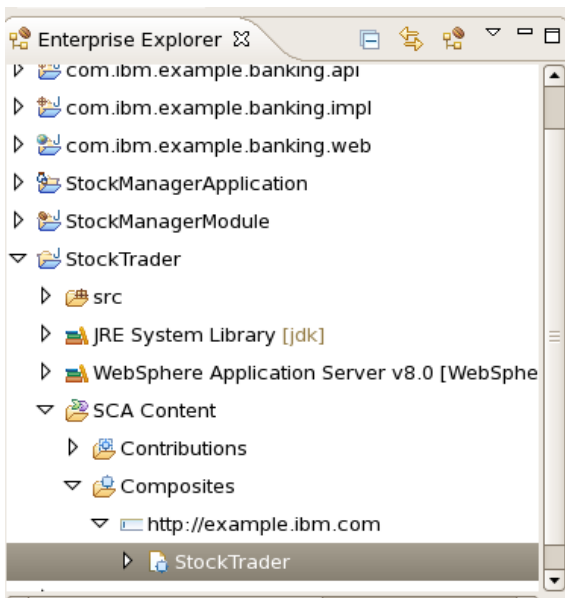 Enterprise Explorer
com.ibm.example.banking.api
com.ibm.example.banking.impl
com.ibm.example.banking.web
StockManagerApplication
StockManagerModule
StockTrader
src
JRE System Library [jdk]
WebSphere Application Server v8.0 [WebSphe
SCA Content
Contributions
Composites
http://example.ibm.com
StockTrader